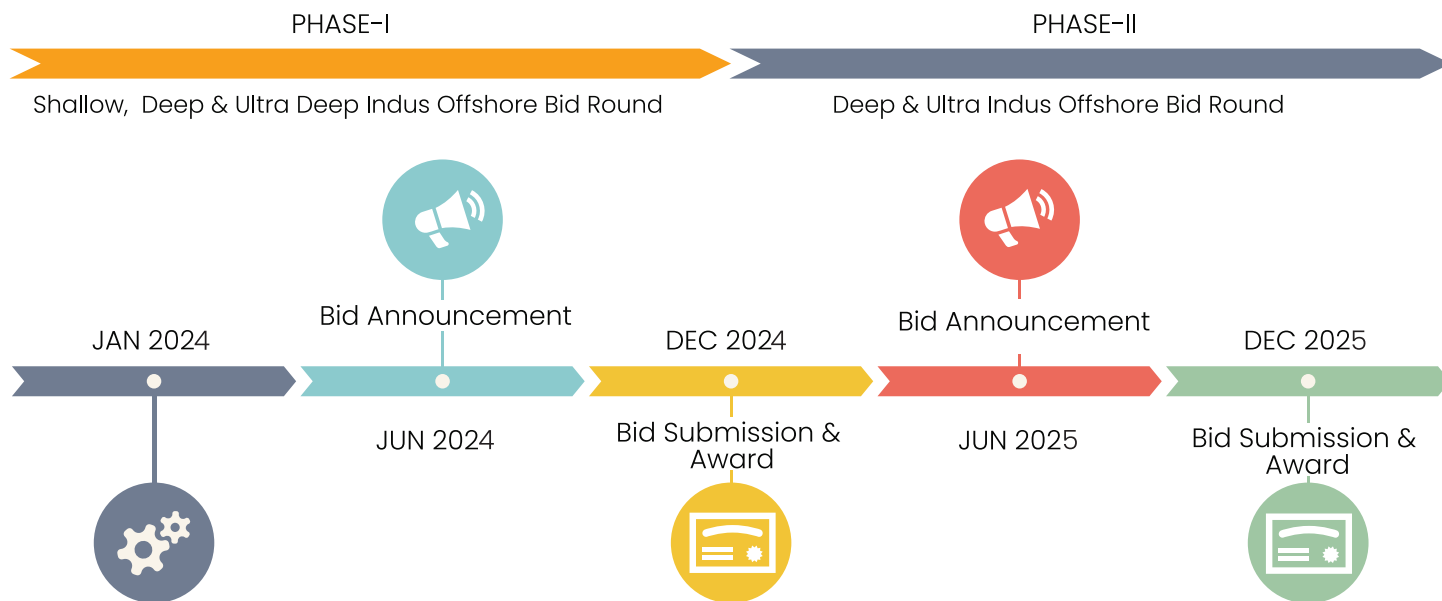 PHASE-I
PHASE-II
Shallow, Deep & Ultra Deep Indus Offshore Bid Round
Deep & Ultra Indus Offshore Bid Round
Bid Announcement
Bid Announcement
JAN 2024
DEC 2024
DEC 2025
JUN 2024
Bid Submission &
Award
JUN 2025
Bid Submission &
Award